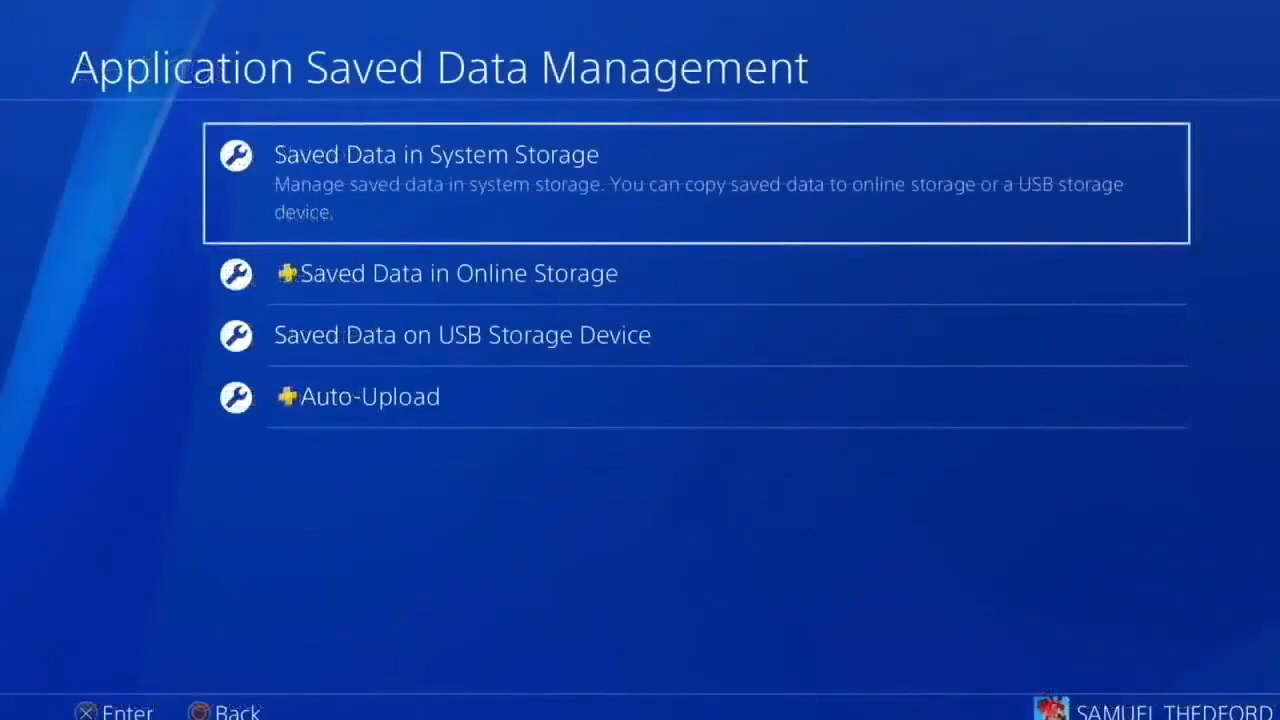 Application Saved Data Management
Saved Data in System Storage
Manage saved data in system storage. You can copy saved data to online storage or a USB storage
device.
Saved Data in Online Storage
Saved Data on USB Storage Device
Auto-Upload
Enter
Back
SAMUEL THEDFORD